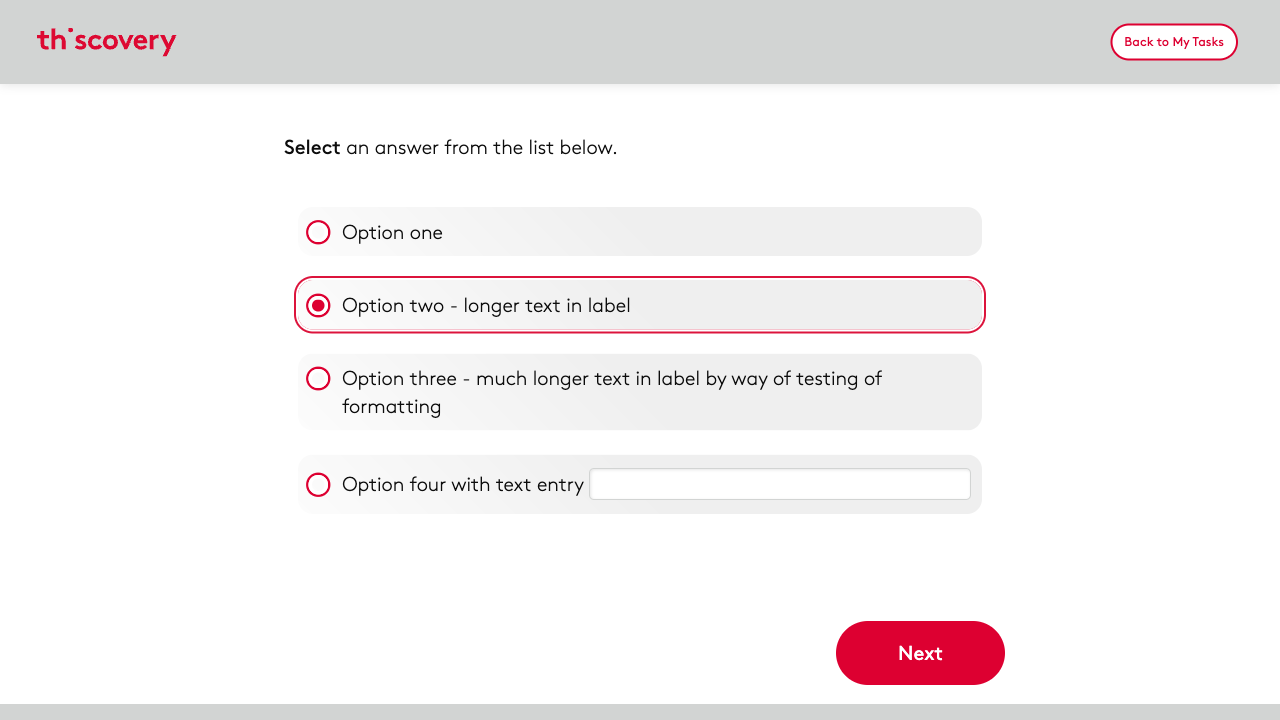 thiscovery
Back to My Tasks
Select an answer from the list below.
Option one
Option two - longer text in label
Option three - much longer text in label by way of testing of
formatting
Option four with text entry
Next